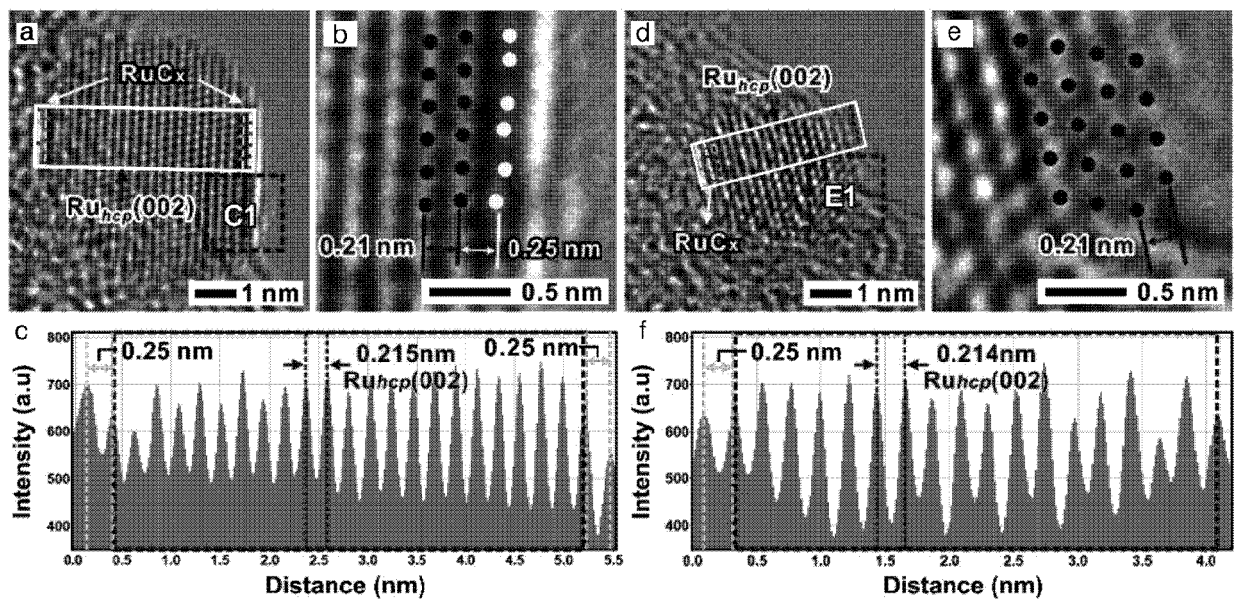 a
RuCx
Ruhcp(002)
C1
1 nm
b
0.21 nm
0.25 nm
0.5 nm
d
Ruhcp(002)
E1
RuCx
1 nm
e
0.21 nm
0.5 nm
c
800
700
600
500
400
Intensity (a.u)
0.25 nm
0.215nm
Ruhcp(002)
0.25 nm
0.0 0.5 1.0 1.5 2.0 2.5 3.0 3.5 4.0 4.5 5.0 5.5
Distance (nm)
f
800
700
600
500
400
Intensity (a.u)
0.25 nm
0.214nm
Ruhcp(002)
0.0 0.5 1.0 1.5 2.0 2.5 3.0 3.5 4.0
Distance (nm)